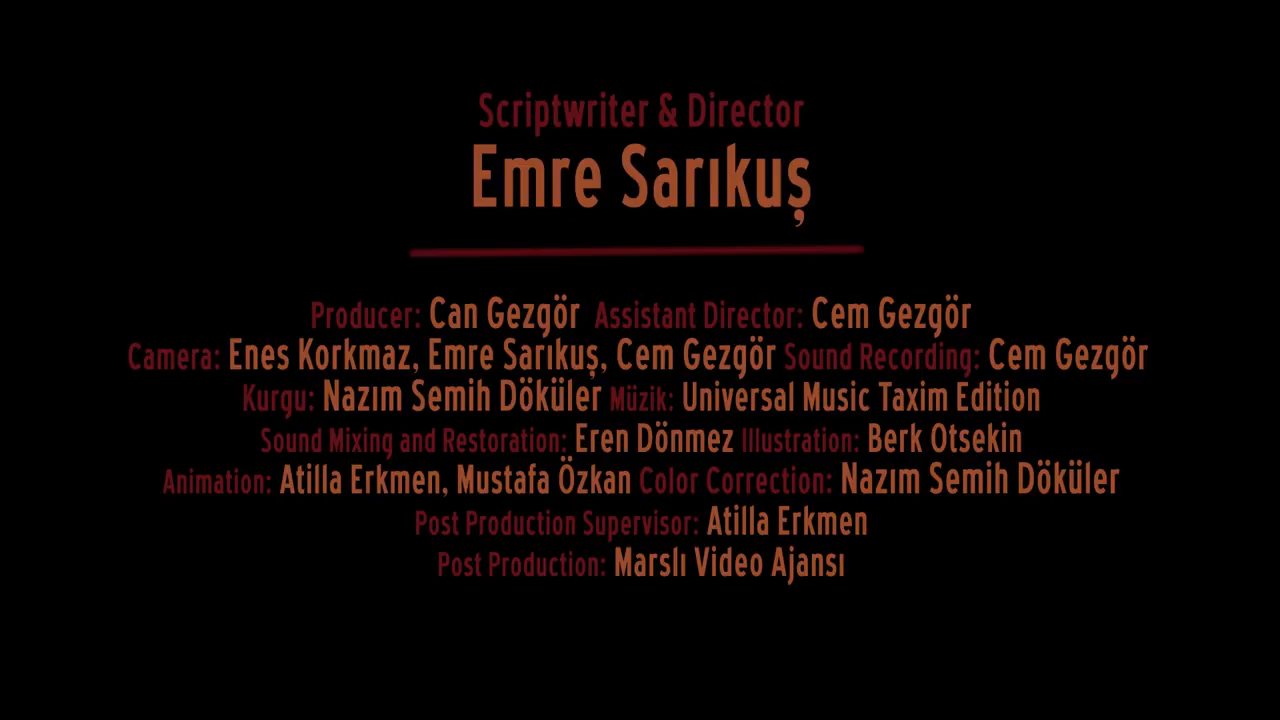 Scriptwriter & Director
Emre Sarıkuş
Producer: Can Gezgör Assistant Director: Cem Gezgör
Camera: Enes Korkmaz, Emre Sarıkuş, Cem Gezgör Sound Recording: Cem Gezgör
Kurgu: Nazım Semih Döküler Müzik: Universal Music Taxim Edition
Sound Mixing and Restoration: Eren Dönmez Illustration: Berk Otsekin
Animation: Atilla Erkmen, Mustafa Özkan Color Correction: Nazım Semih Döküler
Post Production Supervisor: Atilla Erkmen
Post Production: Marslı Video Ajansı